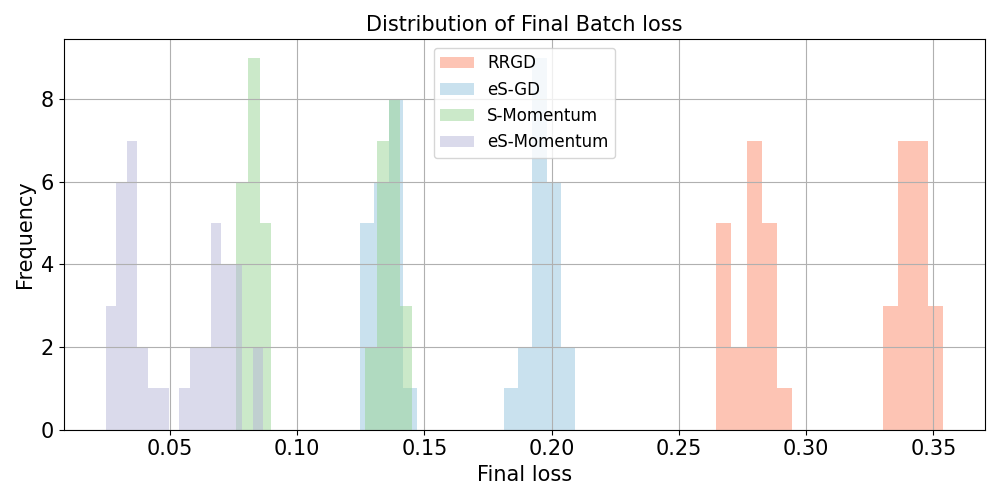 Distribution of Final Batch loss
Frequency
8
6
4
2
0
RRGD
eS-GD
S-Momentum
eS-Momentum
0.05 0.10 0.15 0.20 0.25 0.30 0.35
Final loss